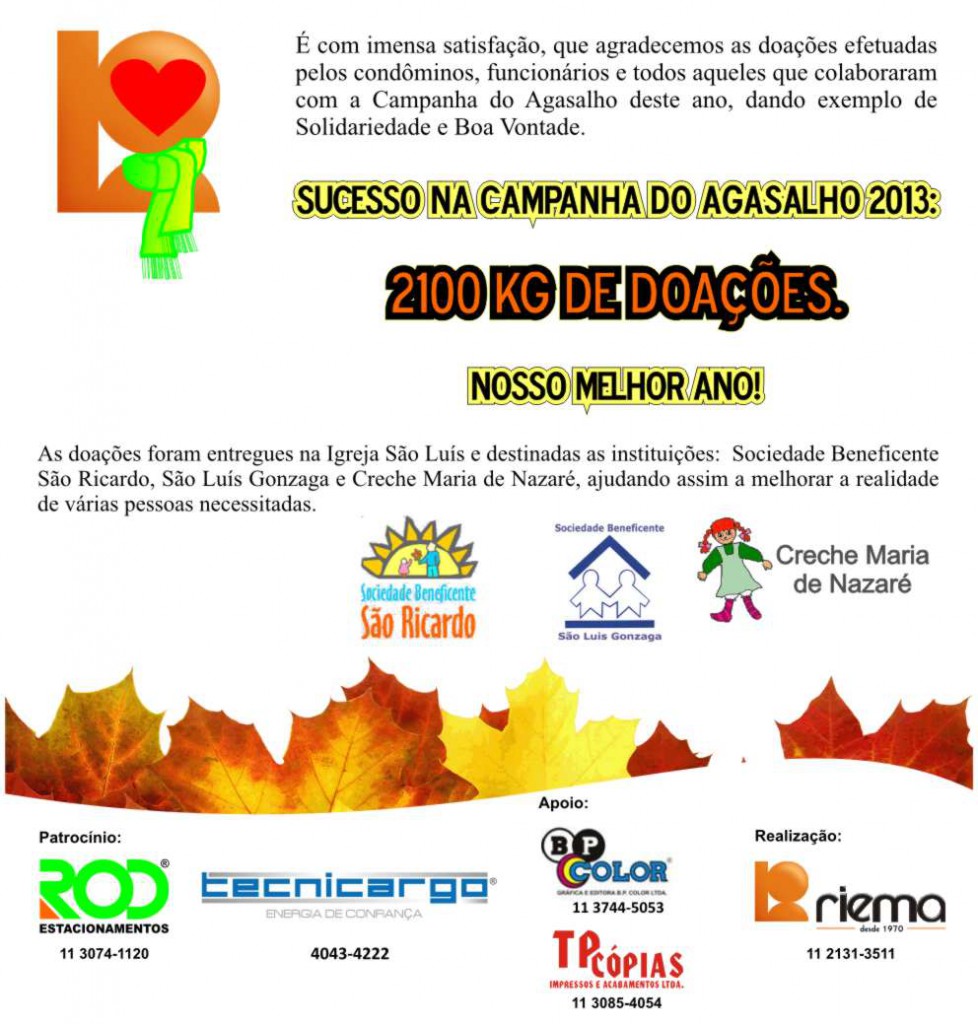 É com imensa satisfação, que agradecemos as doações efetuadas
pelos condôminos, funcionários e todos aqueles que colaboraram
com a Campanha do Agasalho deste ano, dando exemplo de
Solidariedade e Boa Vontade.
SUCESSO NA CAMPANHA DO AGASALHO 2013:
2100 KG DE DOAÇÕES.
NOSSO MELHOR ANO!
As doações foram entregues na Igreja São Luís e destinadas as instituições: Sociedade Beneficente
São Ricardo, São Luís Gonzaga e Creche Maria de Nazaré, ajudando assim a melhorar a realidade
de várias pessoas necessitadas.
Sociedade Beneficente
São Ricardo
Sociedade Beneficente
São Luis Gonzaga
Creche Maria
de Nazaré
Patrocínio:
ROD®
ESTACIONAMENTOS
11 3074-1120
tecnicargo®
ENERGIA DE CONFIANÇA
4043-4222
Apoio:
BP
COLOR®
GRÁFICA E EDITORA B.P. COLOR LTDA.
11 3744-5053
TP CÓPIAS
IMPRESSOS E ACABAMENTOS LTDA.
11 3085-4054
Realização:
riema
desde 1970
11 2131-3511